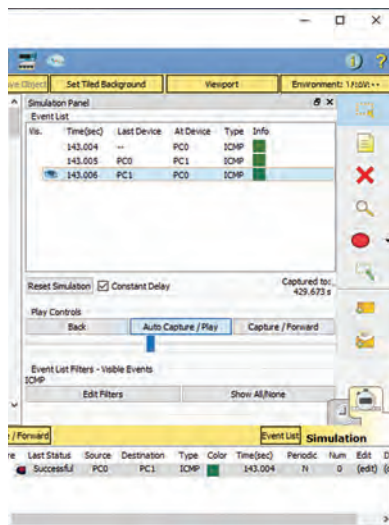 Set Tiled Background Viewport
Simulation Panel
Event List
Vis. Time(sec) Last Device At Device Type Info
143.004 -- PC0 ICMP
143.005 PC0 PC1 ICMP
143.006 PC1 PC0 ICMP
Reset Simulation Constant Delay Captured to:
429.673 s
Play Controls
Back Auto Capture / Play Capture / Forward
Event List Filters - Visible Events
ICMP
Edit Filters Show All/None
/ Forward Event List Simulation
re Last Status Source Destination Type Color Time(sec) Periodic Num Edit D
Successful PC0 PC1 ICMP 143.004 N 0 (edit) (